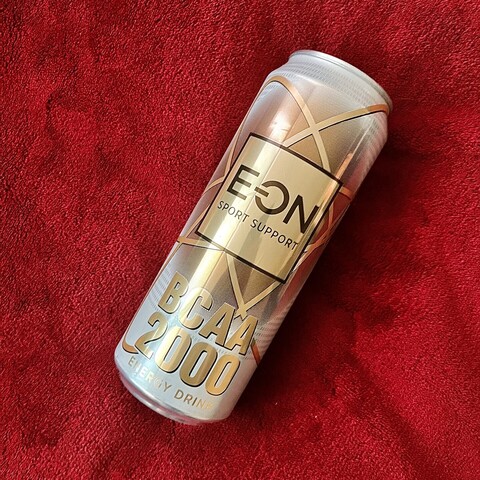 E-ON
SPORT SUPPORT
BCAA
2000
ENERGY DRINK